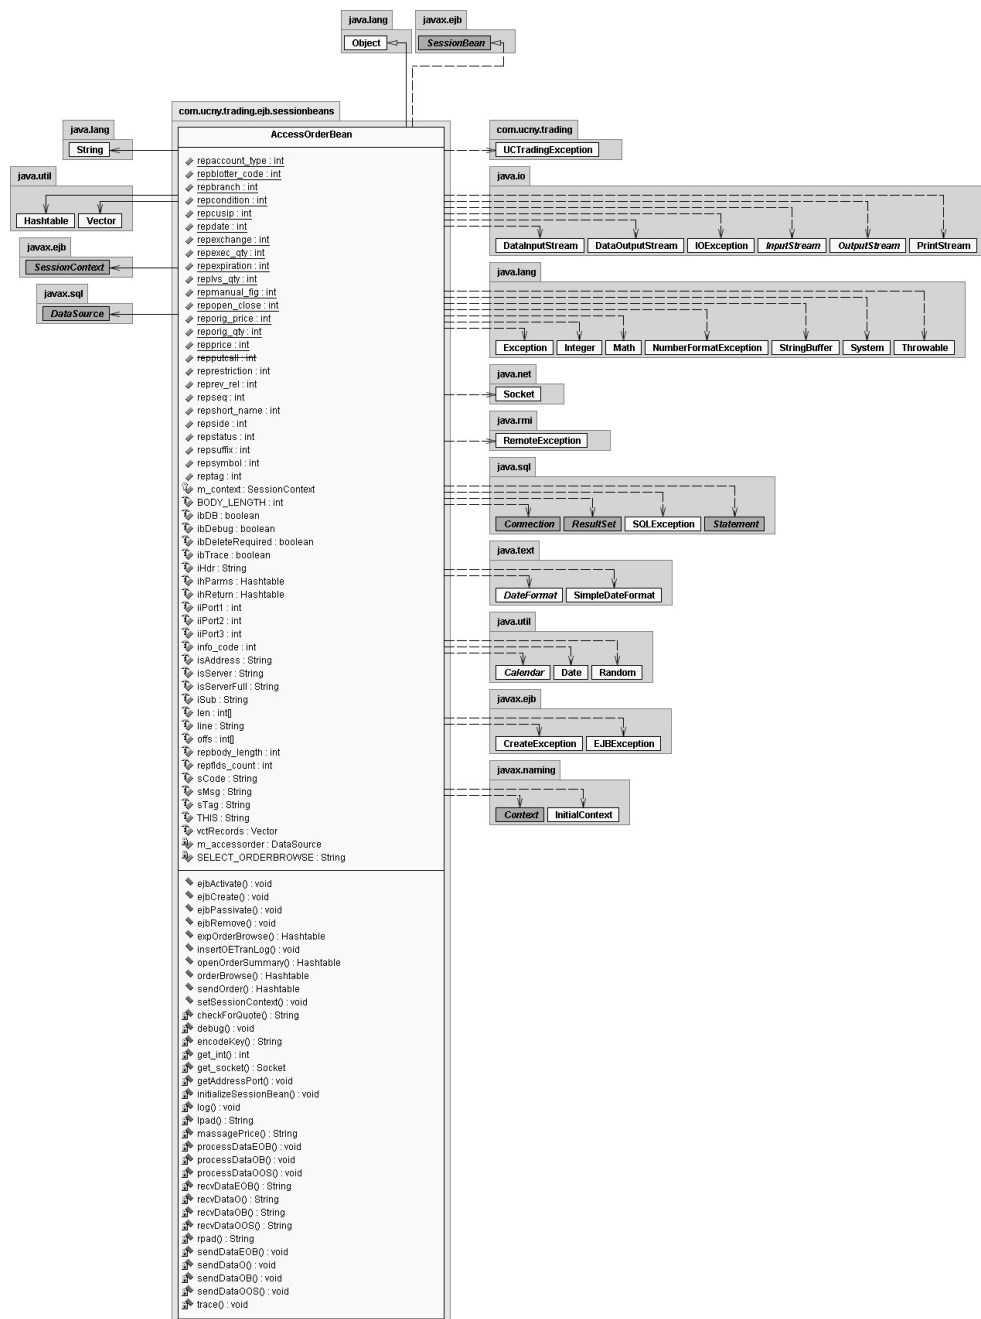 java.lang
Object
javax.ejb
SessionBean
com.ucny.trading.ejb.sessionbeans
AccessOrderBean
java.lang
String
java.util
Hashtable Vector
javax.ejb
SessionContext
javax.sql
DataSource
repaccount_type : int
repblotter_code : int
repbranch : int
repcondition : int
repcusip : int
repdate : int
repexchange : int
repexec_qty : int
repexpiration : int
replvs_qty : int
repmanual_fig : int
repopen_close : int
reporig_price : int
reporig_qty : int
repprice : int
repputcall : int
represtriction : int
reprev_rel : int
repseq : int
repshort_name : int
repside : int
repstatus : int
repsuffix : int
repsymbol : int
reptag : int
m_context : SessionContext
BODY_LENGTH : int
ibDB : boolean
ibDebug : boolean
ibDeleteRequired : boolean
ibTrace : boolean
iHdr : String
ihParms : Hashtable
ihReturn : Hashtable
iiPort1 : int
iiPort2 : int
iiPort3 : int
info_code : int
isAddress : String
isServer : String
isServerFull : String
iSub : String
len : int[]
line : String
offs : int[]
repbody_length : int
repflds_count : int
sCode : String
sMsg : String
sTag : String
THIS : String
vctRecords : Vector
m_accessorder : DataSource
SELECT_ORDERBROWSE : String
ejbActivate() : void
ejbCreate() : void
ejbPassivate() : void
ejbRemove() : void
expOrderBrowse() : Hashtable
insertOETranLog() : void
openOrderSummary() : Hashtable
orderBrowse() : Hashtable
sendOrder() : Hashtable
setSessionContext() : void
checkForQuote() : String
debug() : void
encodeKey() : String
get_int() : int
get_socket() : Socket
getAddressPort() : void
initializeSessionBean() : void
log() : void
lpad() : String
massagePrice() : String
processDataEOB() : void
processDataOB() : void
processDataOOS() : void
recvDataEOB() : String
recvDataO() : String
recvDataOB() : String
recvDataOOS() : String
rpad() : String
sendDataEOB() : void
sendDataO() : void
sendDataOB() : void
sendDataOOS() : void
trace() : void
com.ucny.trading
UCTradingException
java.io
DataInputStream DataOutputStream IOException InputStream OutputStream PrintStream
java.lang
Exception Integer Math NumberFormatException StringBuffer System Throwable
java.net
Socket
java.rmi
RemoteException
java.sql
Connection ResultSet SQLException Statement
java.text
DateFormat SimpleDateFormat
java.util
Calendar Date Random
javax.ejb
CreateException EJBException
javax.naming
Context InitialContext